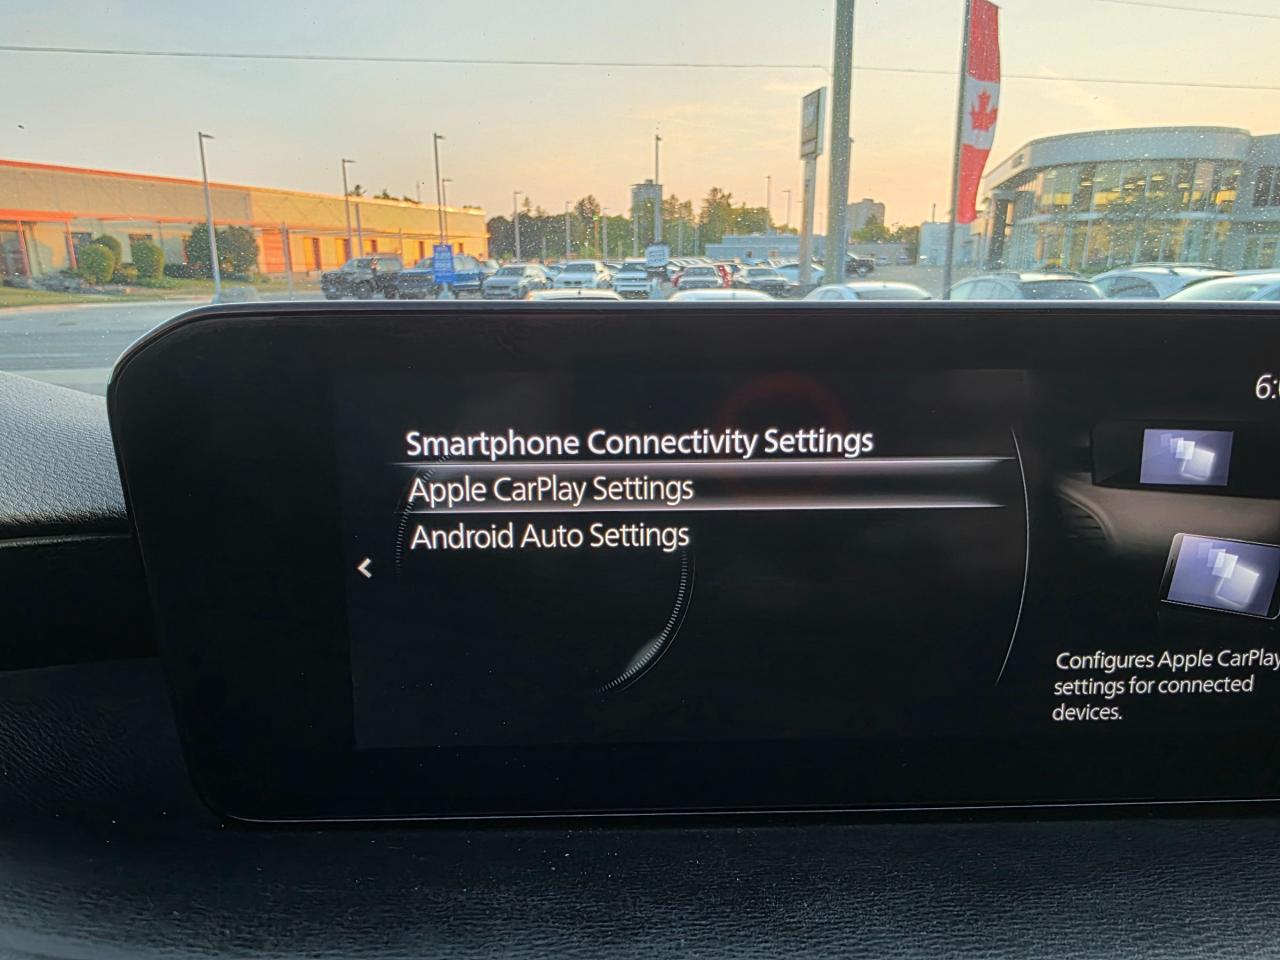 Smartphone Connectivity Settings
Apple CarPlay Settings
Android Auto Settings
Configures Apple CarPlay
settings for connected
devices.